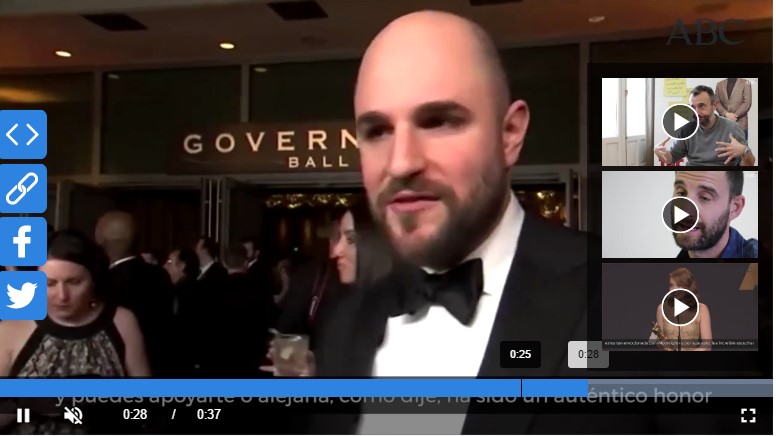 ABC
GOVERN
BALL
0:25
0:28
y puedes apoyarte o alejarla, como dije, ha sido un auténtico honor
0:28 / 0:37